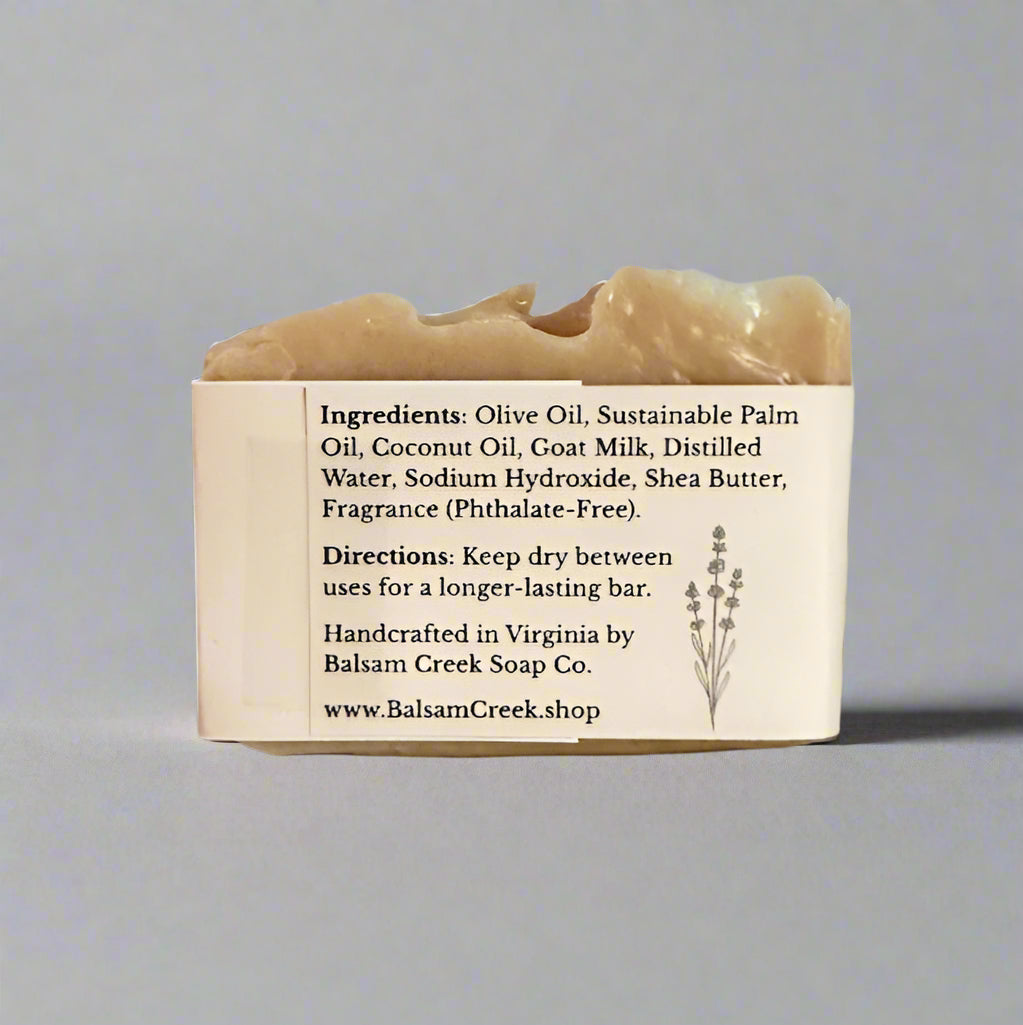 Ingredients: Olive Oil, Sustainable Palm
Oil, Coconut Oil, Goat Milk, Distilled
Water, Sodium Hydroxide, Shea Butter,
Fragrance (Phthalate-Free).
Directions: Keep dry between
uses for a longer-lasting bar.
Handcrafted in Virginia by
Balsam Creek Soap Co.
www.BalsamCreek.shop